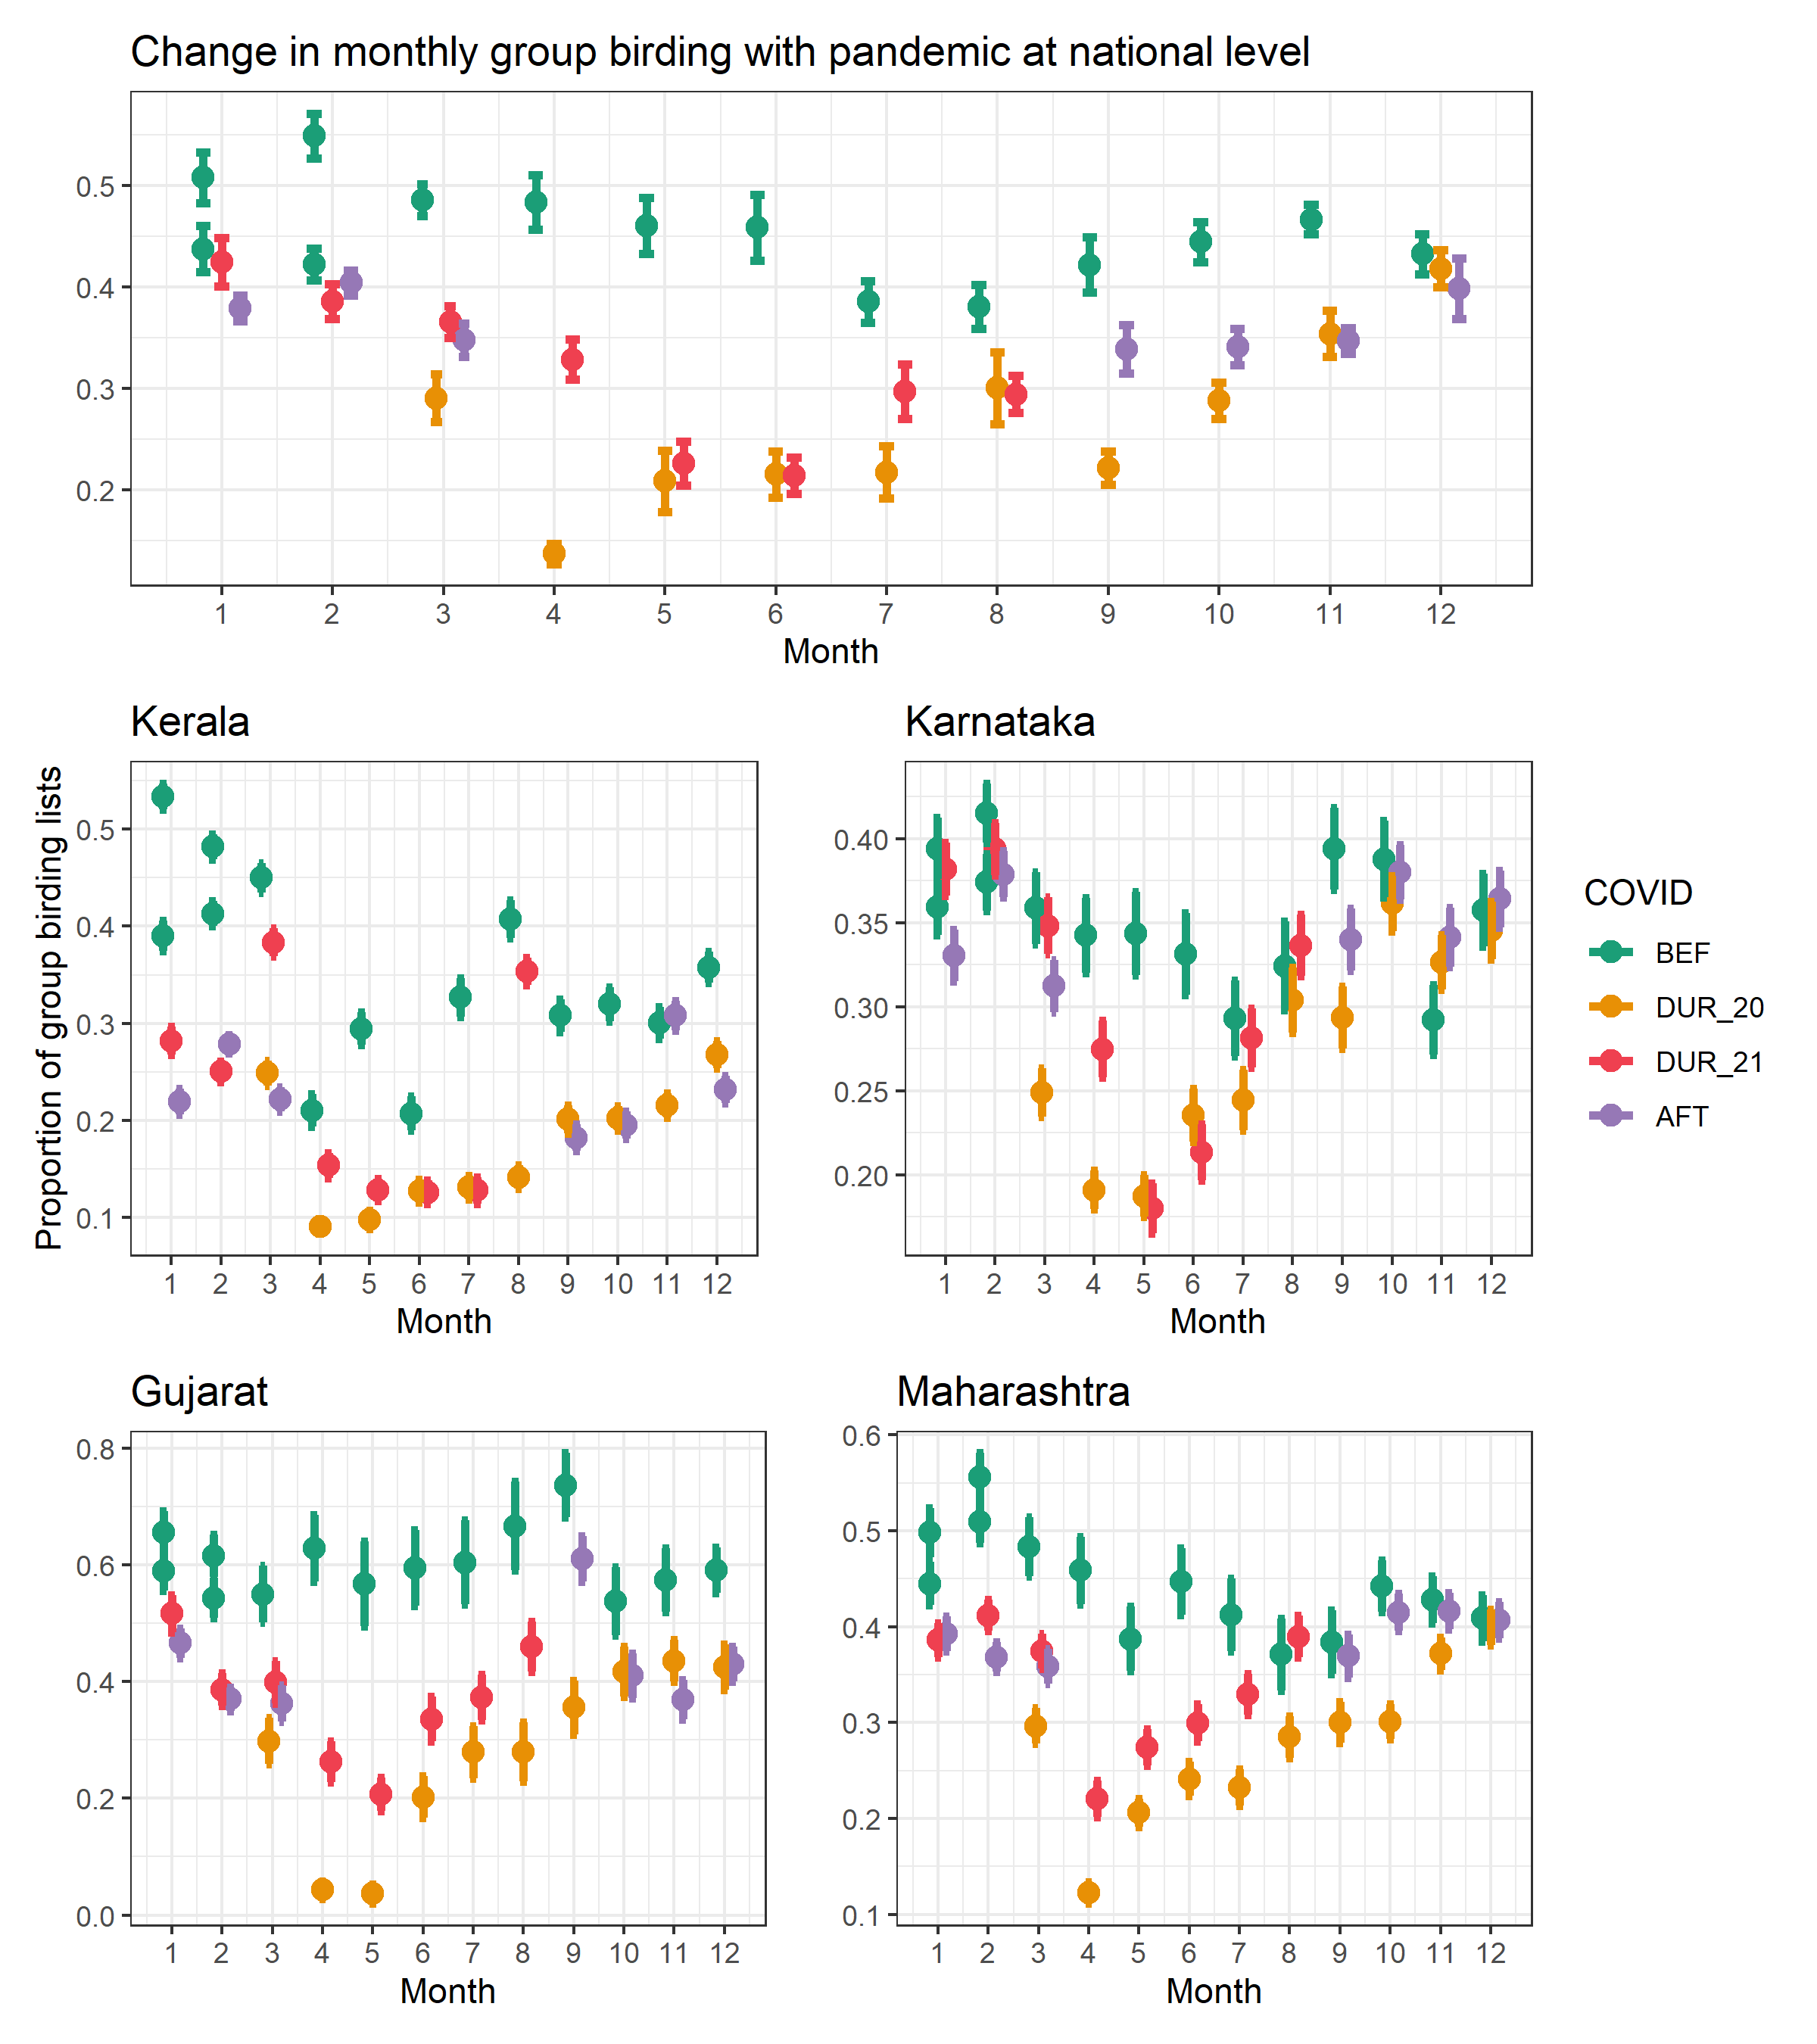 Change in monthly group birding with pandemic at national level
0.5
0.4
0.3
0.2
1 2 3 4 5 6 7 8 9 10 11 12
Month
Proportion of group birding lists
Kerala
0.5
0.4
0.3
0.2
0.1
1 2 3 4 5 6 7 8 9 10 11 12
Month
Karnataka
0.40
0.35
0.30
0.25
0.20
1 2 3 4 5 6 7 8 9 10 11 12
Month
COVID
BEF
DUR_20
DUR_21
AFT
Gujarat
0.8
0.6
0.4
0.2
0.0
1 2 3 4 5 6 7 8 9 10 11 12
Month
Maharashtra
0.6
0.5
0.4
0.3
0.2
0.1
1 2 3 4 5 6 7 8 9 10 11 12
Month